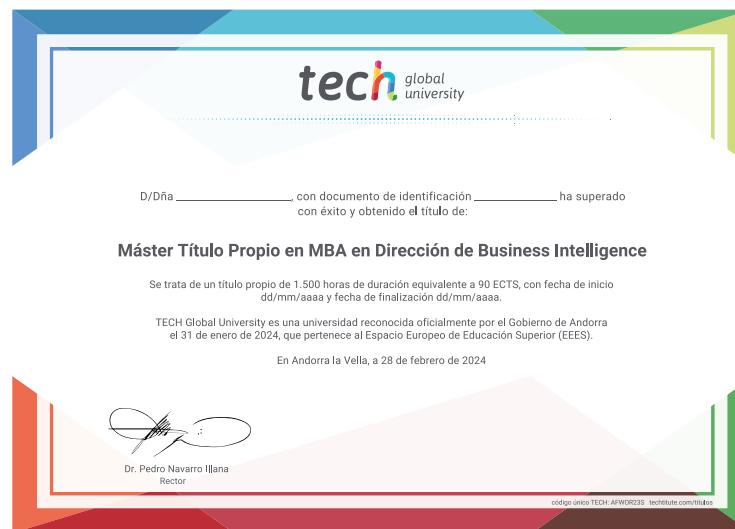 tech global university
D/Dña ____________________, con documento de identificación ______________ ha superado
con éxito y obtenido el título de:
Máster Título Propio en MBA en Dirección de Business Intelligence
Se trata de un título propio de 1.500 horas de duración equivalente a 90 ECTS, con fecha de inicio
dd/mm/aaaa y fecha de finalización dd/mm/aaaa.
TECH Global University es una universidad reconocida oficialmente por el Gobierno de Andorra
el 31 de enero de 2024, que pertenece al Espacio Europeo de Educación Superior (EEES).
En Andorra la Vella, a 28 de febrero de 2024
Dr. Pedro Navarro Illana
Rector
código único TECH: AFWOR23S techtitute.com/titulos